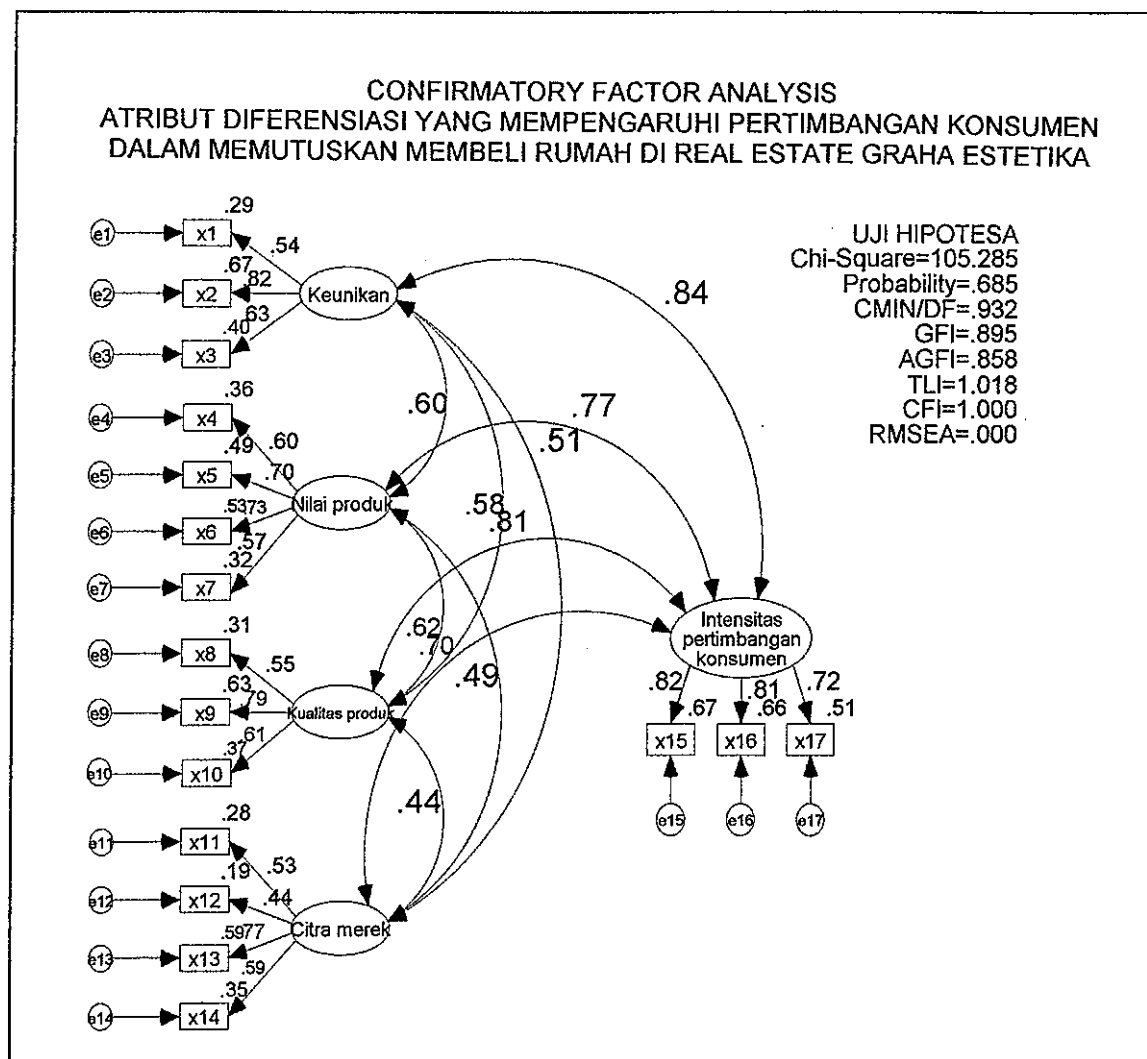 CONFIRMATORY FACTOR ANALYSIS
ATRIBUT DIFERENSIASI YANG MEMPENGARUHI PERTIMBANGAN KONSUMEN
DALAM MEMUTUSKAN MEMBELI RUMAH DI REAL ESTATE GRAHA ESTETIKA
UJI HIPOTESA
Chi-Square=105.285
Probability=.685
CMIN/DF=.932
GFI=.895
AGFI=.858
TLI=1.018
CFI=1.000
RMSEA=.000
.29
e1 x1
.54
.67
e2 x2 .82 Keunikan
.63
.40
e3 x3
.84
.36
e4 x4
.60
.60
.77
.51
.49
e5 x5 .70
Nilai produk
.53 .73
e6 x6
.57
.32
e7 x7
.58
.81
.31
e8 x8
.55
.62
.70
.49
.63
e9 x9 .79 Kualitas produk
.61
.37
e10 x10
Intensitas
pertimbangan
konsumen
.82 .81 .72
.67 .66 .51
x15 x16 x17
e15 e16 e17
.44
.28
e11 x11
.53
.19
e12 x12 .44
Citra merek
.59 .77
e13 x13
.59
.35
e14 x14